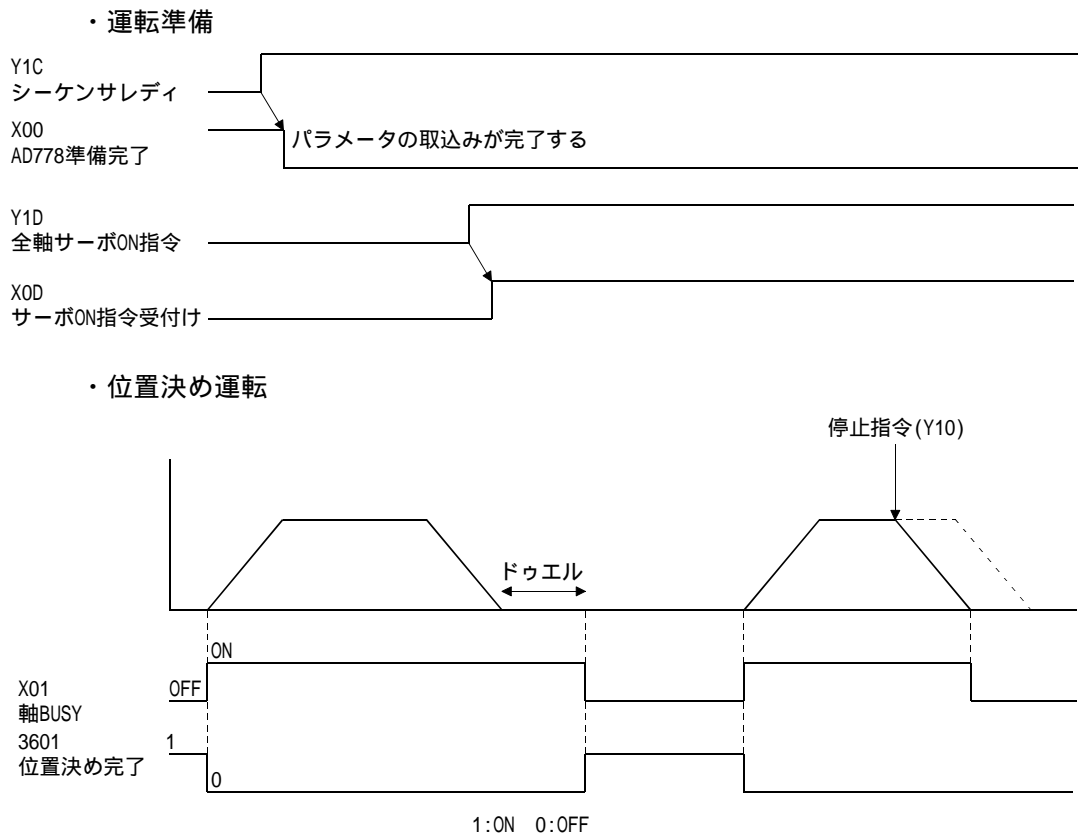 ・運転準備
Y1C
シーケンサレディ
X00
AD778準備完了
パラメータの取込みが完了する
Y1D
全軸サーボON指令
X0D
サーボON指令受付け
・位置決め運転
停止指令(Y10)
ドゥエル
ON
X01
OFF
軸BUSY
3601
1
位置決め完了
0
1:ON 0:OFF